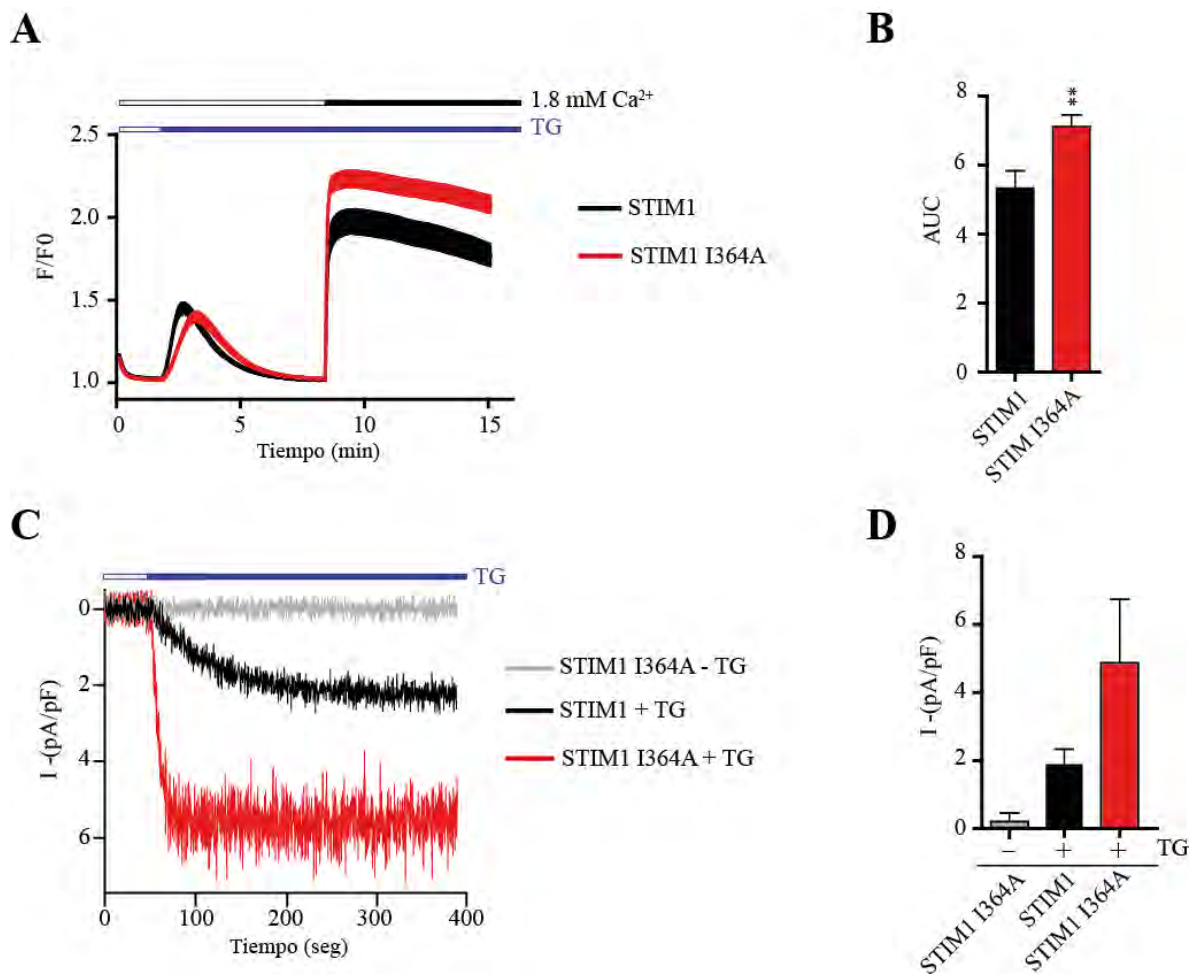 A
1.8 mM Ca²⁺
TG
2.5
2.0
1.5
1.0
F/F0
0
5
10
15
Tiempo (min)
STIM1
STIM1 I364A
B
8
6
4
2
0
AUC
**
STIM1
STIM I364A
C
TG
0
2
4
6
I -(pA/pF)
0
100
200
300
400
Tiempo (seg)
STIM1 I364A - TG
STIM1 + TG
STIM1 I364A + TG
D
8
6
4
2
0
I -(pA/pF)
– + + TG
STIM1 I364A
STIM1
STIM1 I364A